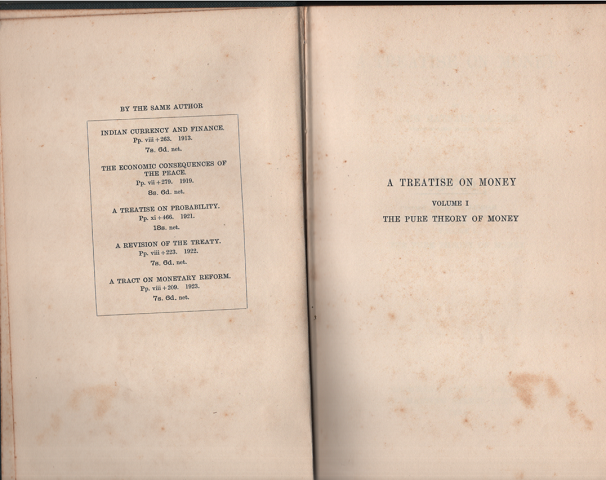 BY THE SAME AUTHOR
INDIAN CURRENCY AND FINANCE.
Pp. viii + 263. 1913.
7s. 6d. net.
THE ECONOMIC CONSEQUENCES OF
THE PEACE.
Pp. vii + 279. 1919.
8s. 6d. net.
A TREATISE ON PROBABILITY.
Pp. xi + 466. 1921.
18s. net.
A REVISION OF THE TREATY.
Pp. viii + 223. 1922.
7s. 6d. net.
A TRACT ON MONETARY REFORM.
Pp. viii + 209. 1923.
7s. 6d. net.
A TREATISE ON MONEY
VOLUME I
THE PURE THEORY OF MONEY